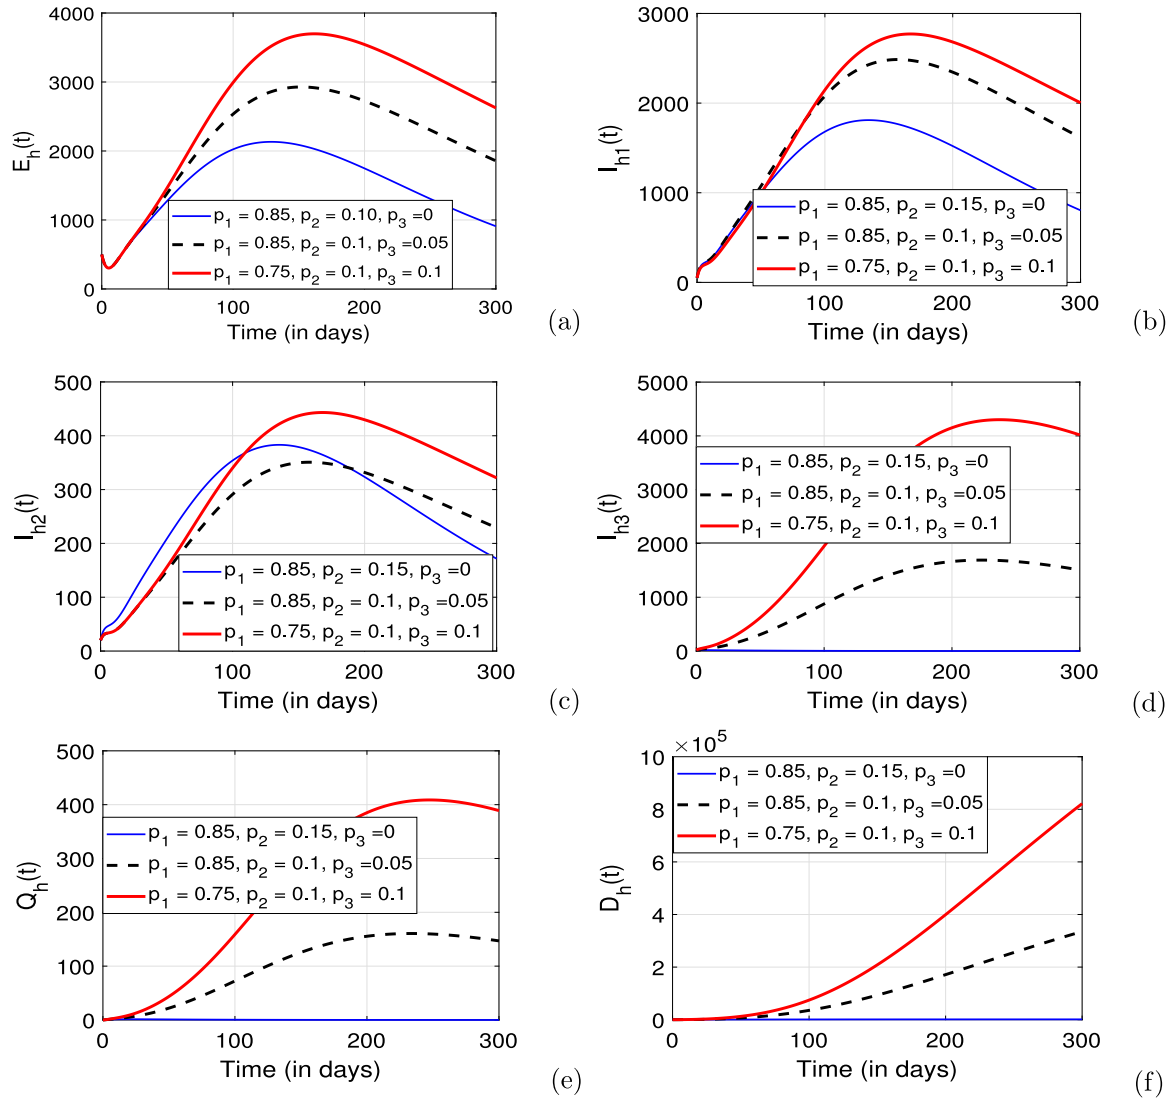 4000
3000
2000
1000
0
E_h(t)
p_1 = 0.85, p_2 = 0.10, p_3 =0
p_1 = 0.85, p_2 = 0.1, p_3 =0.05
p_1 = 0.75, p_2 = 0.1, p_3 = 0.1
0 100 200 300
Time (in days)
(a)
3000
2000
1000
0
I_h1(t)
p_1 = 0.85, p_2 = 0.15, p_3 =0
p_1 = 0.85, p_2 = 0.1, p_3 =0.05
p_1 = 0.75, p_2 = 0.1, p_3 = 0.1
0 100 200 300
Time (in days)
(b)
500
400
300
200
100
0
I_h2(t)
p_1 = 0.85, p_2 = 0.15, p_3 =0
p_1 = 0.85, p_2 = 0.1, p_3 =0.05
p_1 = 0.75, p_2 = 0.1, p_3 = 0.1
0 100 200 300
Time (in days)
(c)
5000
4000
3000
2000
1000
0
I_h3(t)
p_1 = 0.85, p_2 = 0.15, p_3 =0
p_1 = 0.85, p_2 = 0.1, p_3 =0.05
p_1 = 0.75, p_2 = 0.1, p_3 = 0.1
0 100 200 300
Time (in days)
(d)
500
400
300
200
100
0
Q_h(t)
p_1 = 0.85, p_2 = 0.15, p_3 =0
p_1 = 0.85, p_2 = 0.1, p_3 =0.05
p_1 = 0.75, p_2 = 0.1, p_3 = 0.1
0 100 200 300
Time (in days)
(e)
×10^5
10
8
6
4
2
0
D_h(t)
p_1 = 0.85, p_2 = 0.15, p_3 =0
p_1 = 0.85, p_2 = 0.1, p_3 =0.05
p_1 = 0.75, p_2 = 0.1, p_3 = 0.1
0 100 200 300
Time (in days)
(f)